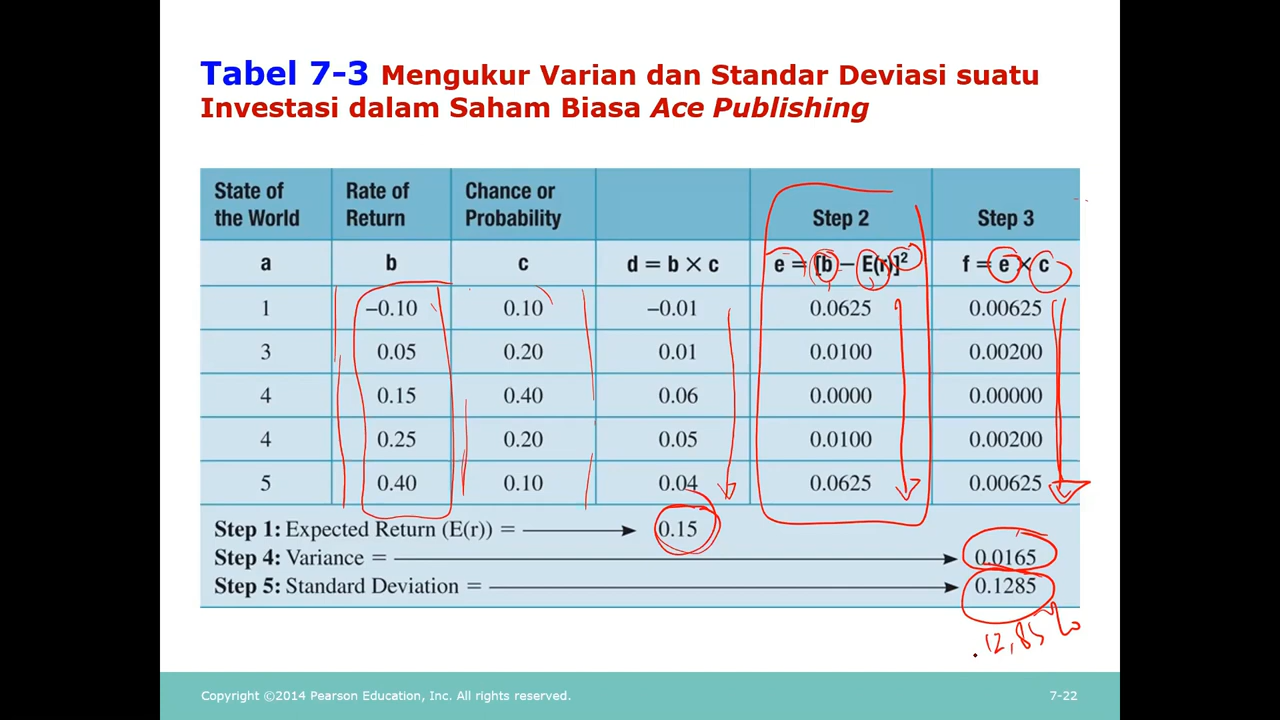 Tabel 7-3 Mengukur Varian dan Standar Deviasi suatu
Investasi dalam Saham Biasa Ace Publishing
State of the World | Rate of Return | Chance or Probability | | Step 2 | Step 3
a | b | c | d = b × c | e = [b − E(r)]² | f = e × c
1 | −0.10 | 0.10 | −0.01 | 0.0625 | 0.00625
3 | 0.05 | 0.20 | 0.01 | 0.0100 | 0.00200
4 | 0.15 | 0.40 | 0.06 | 0.0000 | 0.00000
4 | 0.25 | 0.20 | 0.05 | 0.0100 | 0.00200
5 | 0.40 | 0.10 | 0.04 | 0.0625 | 0.00625
Step 1: Expected Return (E(r)) = 0.15
Step 4: Variance = 0.0165
Step 5: Standard Deviation = 0.1285
12,85%
Copyright ©2014 Pearson Education, Inc. All rights reserved. 7-22